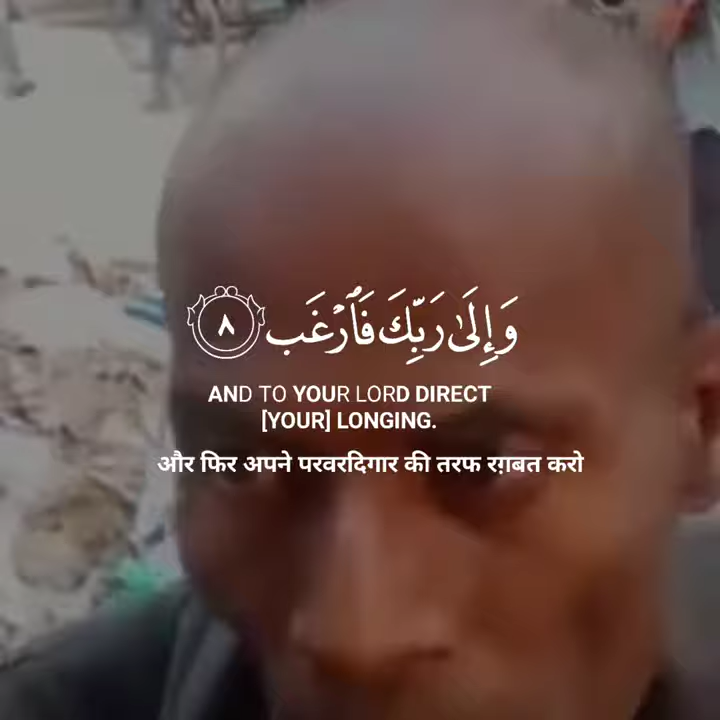 وَإِلَىٰ رَبِّكَ فَٱرْغَب ٨
AND TO YOUR LORD DIRECT
[YOUR] LONGING.
और फिर अपने परवरदिगार की तरफ रग़बत करो